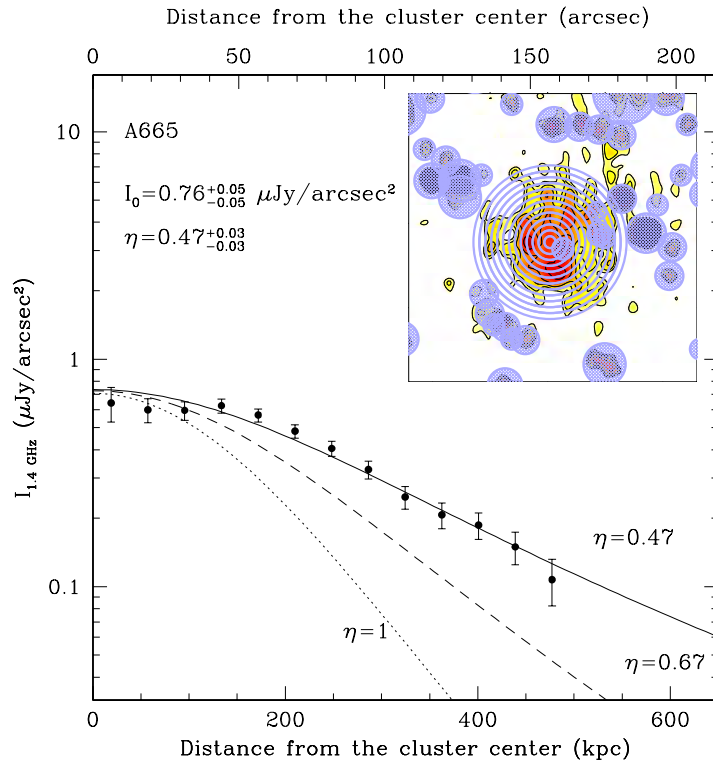 Distance from the cluster center (arcsec)
0 50 100 150 200
A665
I₀=0.76⁺⁰·⁰⁵₋₀.₀₅ μJy/arcsec²
η=0.47⁺⁰·⁰³₋₀.₀₃
I₁.₄ GHz (μJy/arcsec²)
10
1
0.1
η=0.47
η=1
η=0.67
0 200 400 600
Distance from the cluster center (kpc)